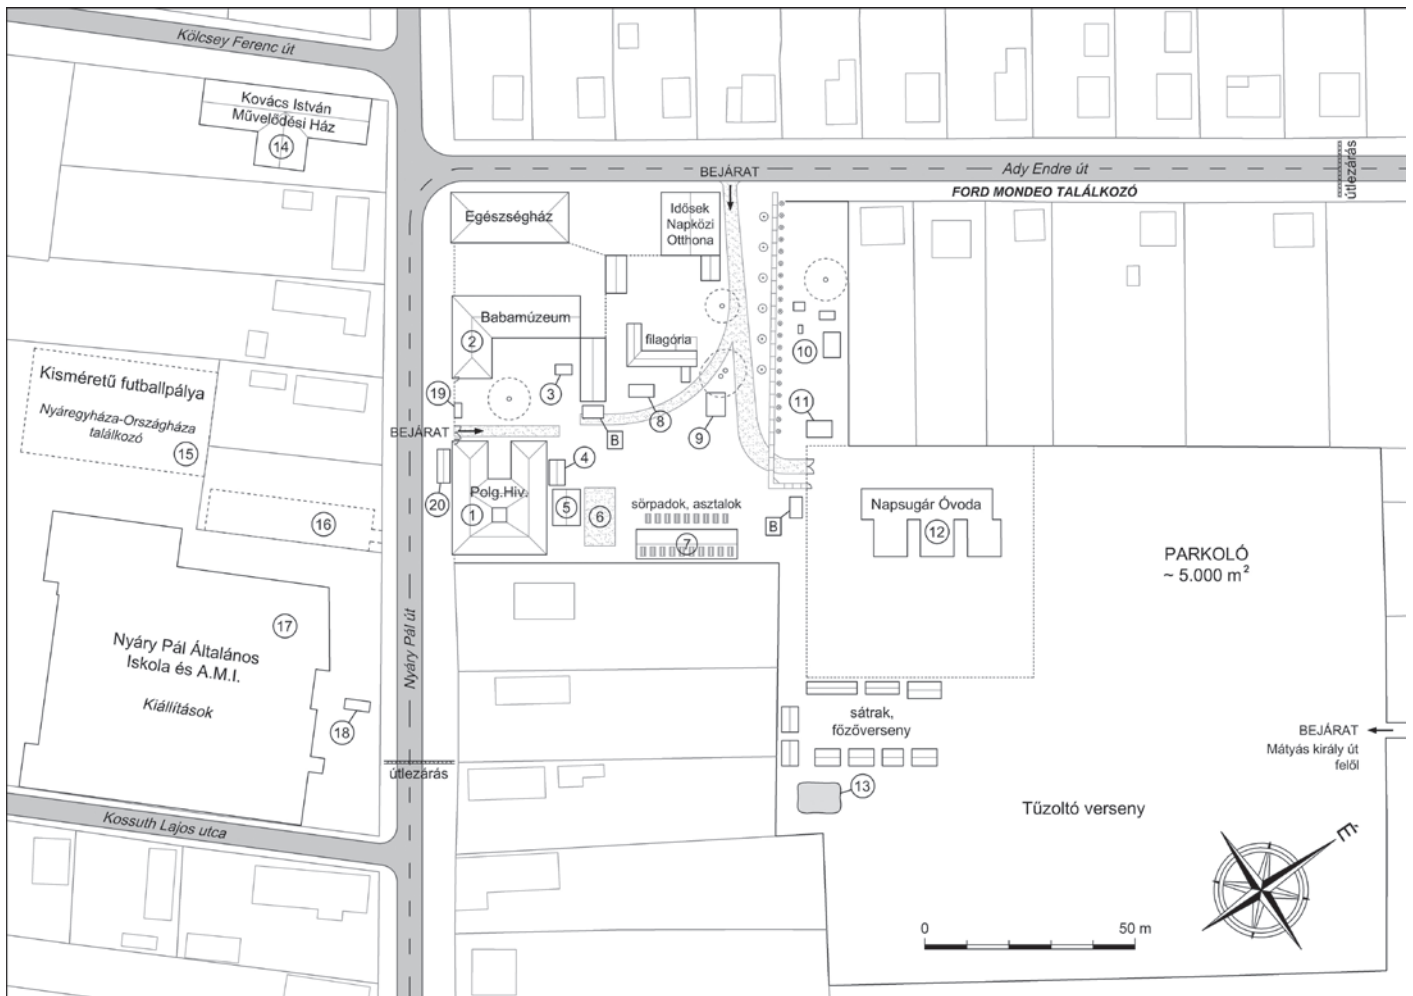 Kölcsey Ferenc út
Kovács István
Művelődési Ház
14
BEJÁRAT
Ady Endre út
útlezárás
FORD MONDEO TALÁLKOZÓ
Egészségház
Idősek
Napközi
Otthona
Babamúzeum
2
filagória
3
10
Kisméretű futballpálya
Nyáregyháza-Országháza
találkozó
15
19
8
9
11
BEJÁRAT
B
4
20
Polg.Hiv.
1
5
6
sörpadok, asztalok
7
B
Napsugár Óvoda
12
PARKOLÓ
~ 5.000 m²
16
17
Nyáry Pál Általános
Iskola és A.M.I.
Kiállítások
18
Nyáry Pál út
útlezárás
sátrak,
főzőverseny
BEJÁRAT
Mátyás király út
felől
13
Tűzoltó verseny
Kossuth Lajos utca
É
0
50 m